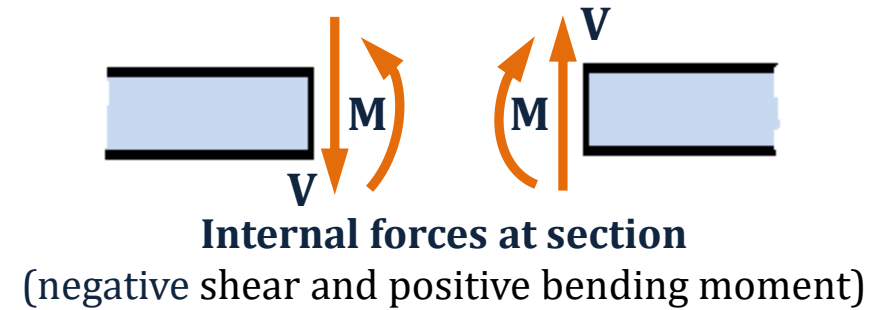 V
M
M
V
Internal forces at section
(negative shear and positive bending moment)